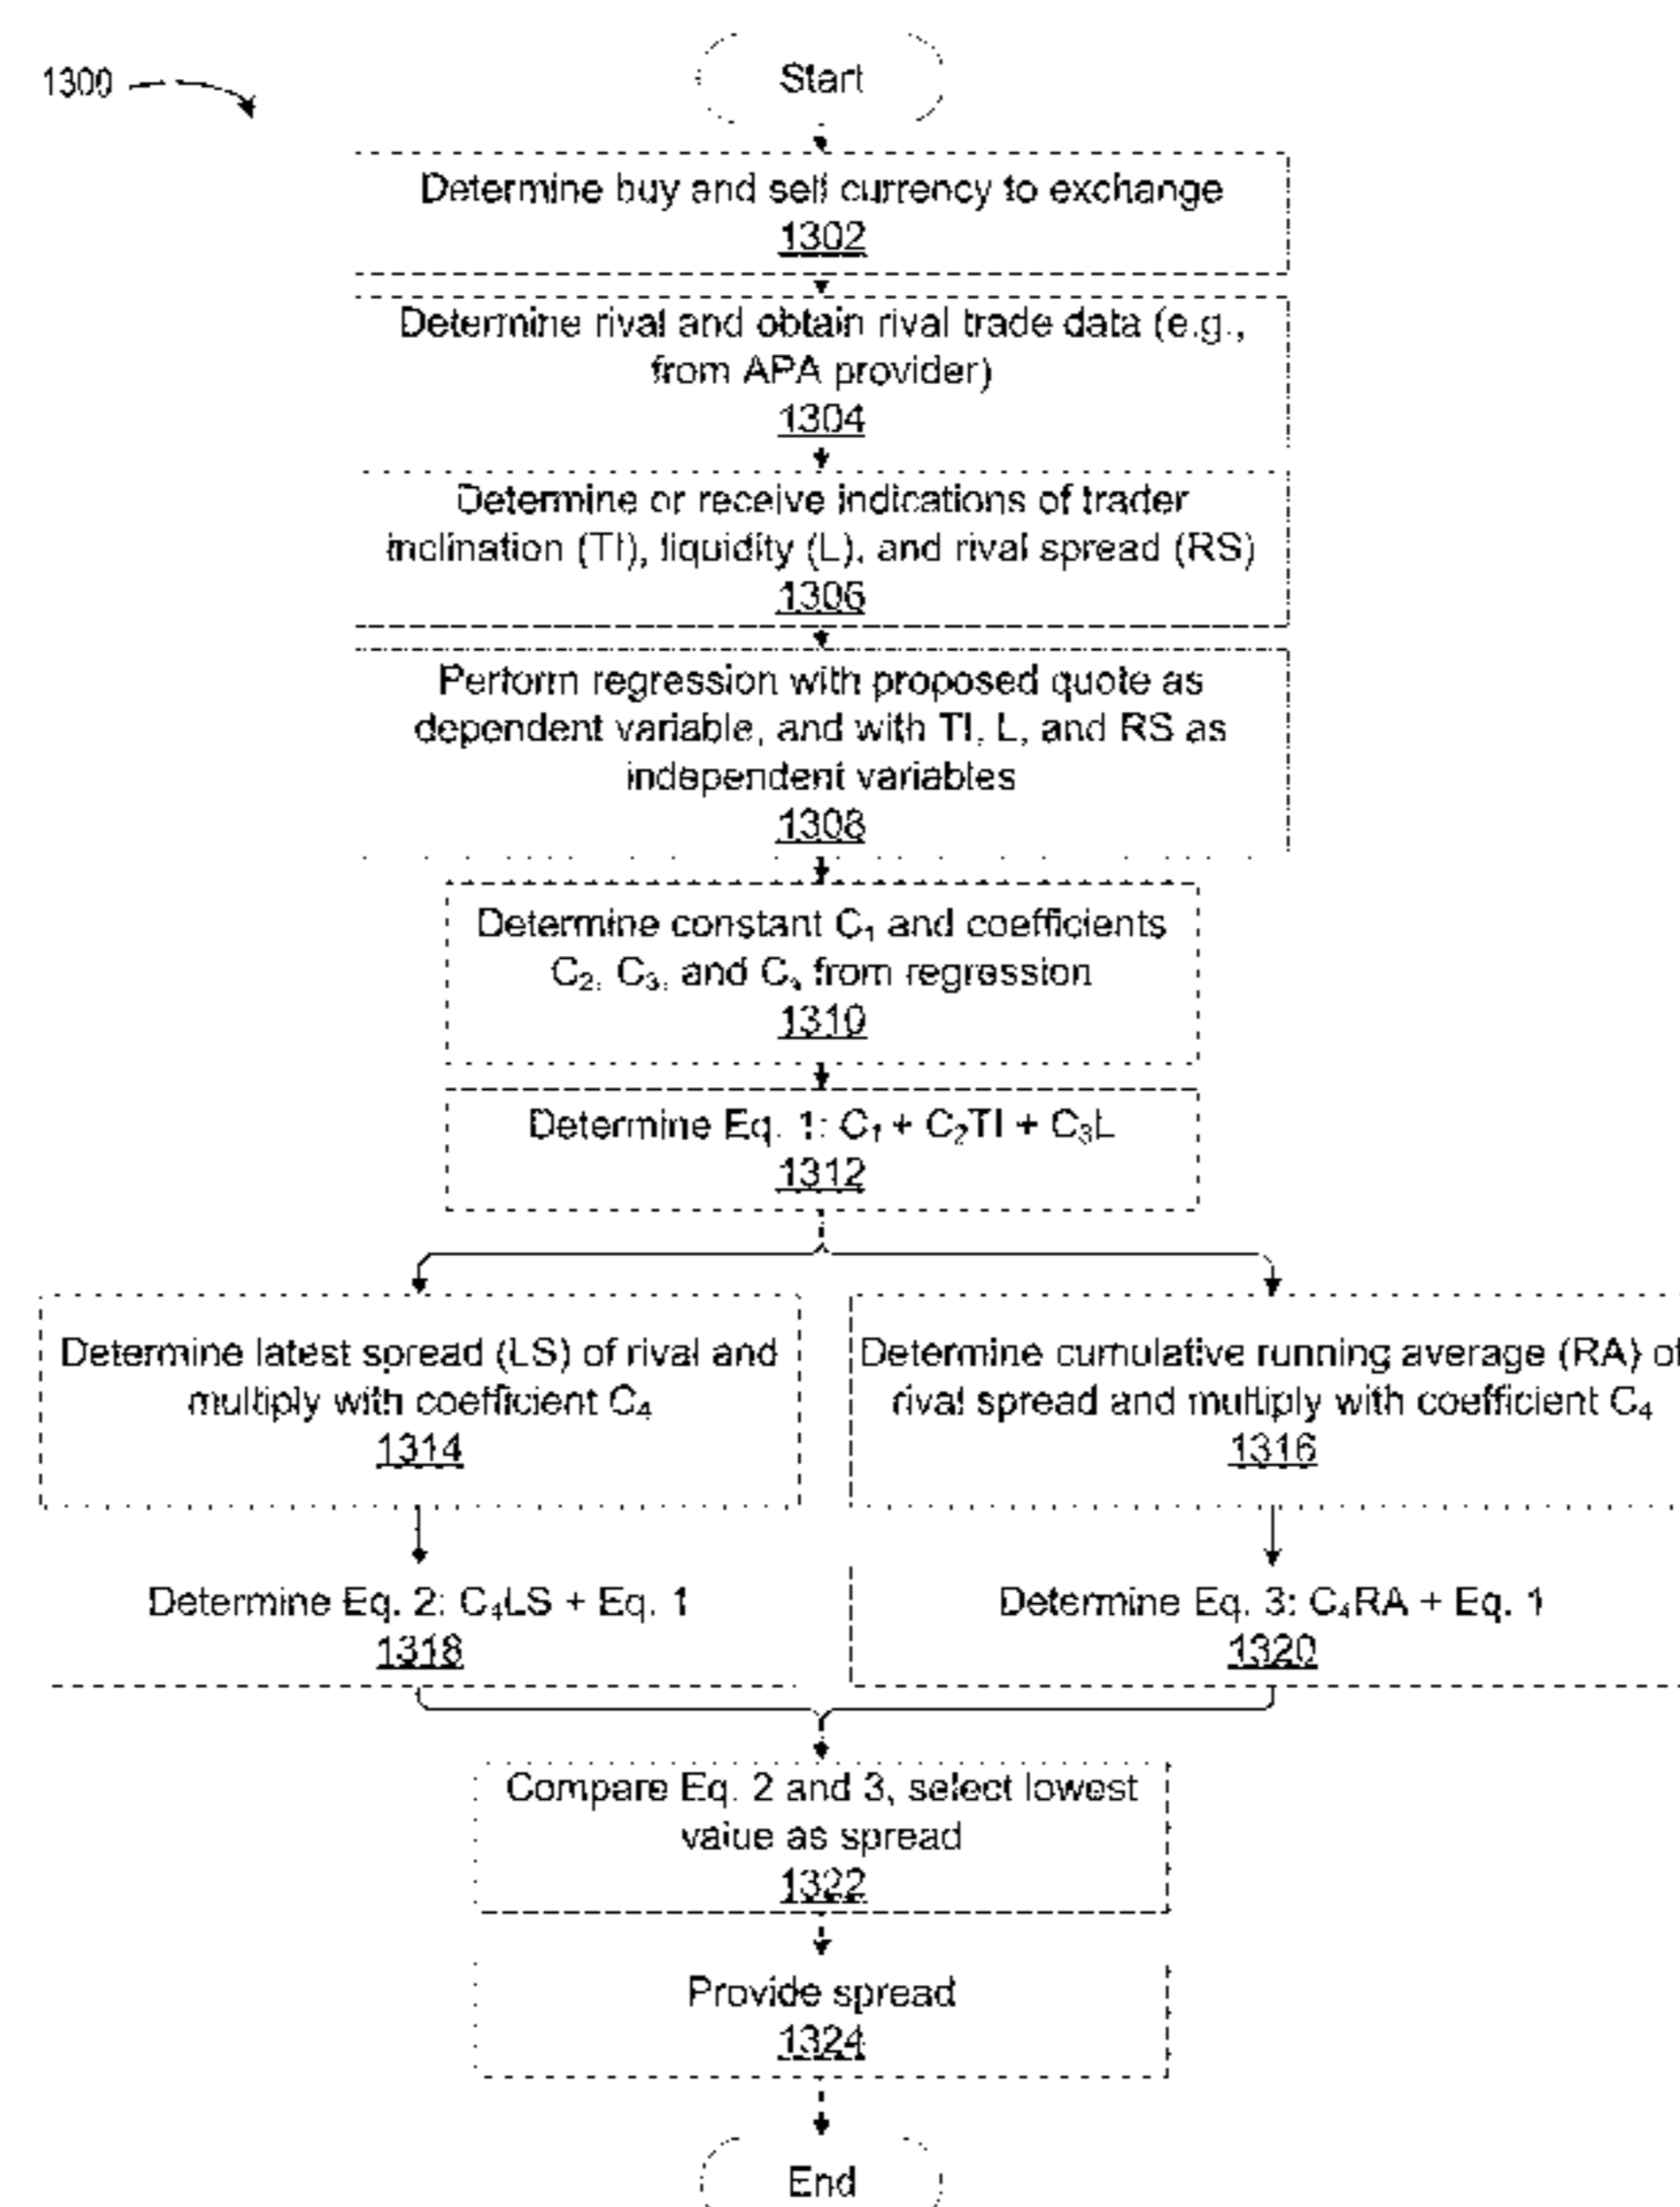 1300
Start
Determine buy and sell currency to exchange
1302
Determine rival and obtain rival trade data (e.g.,
from APA provider)
1304
Determine or receive indications of trader
inclination (TI), liquidity (L), and rival spread (RS)
1306
Perform regression with proposed quote as
dependent variable, and with TI, L, and RS as
independent variables
1308
Determine constant C₁ and coefficients
C₂, C₃, and C₄ from regression
1310
Determine Eq. 1: C₁ + C₂TI + C₃L
1312
Determine latest spread (LS) of rival and
multiply with coefficient C₄
1314
Determine cumulative running average (RA) of
rival spread and multiply with coefficient C₄
1316
Determine Eq. 2: C₄LS + Eq. 1
1318
Determine Eq. 3: C₄RA + Eq. 1
1320
Compare Eq. 2 and 3, select lowest
value as spread
1322
Provide spread
1324
End